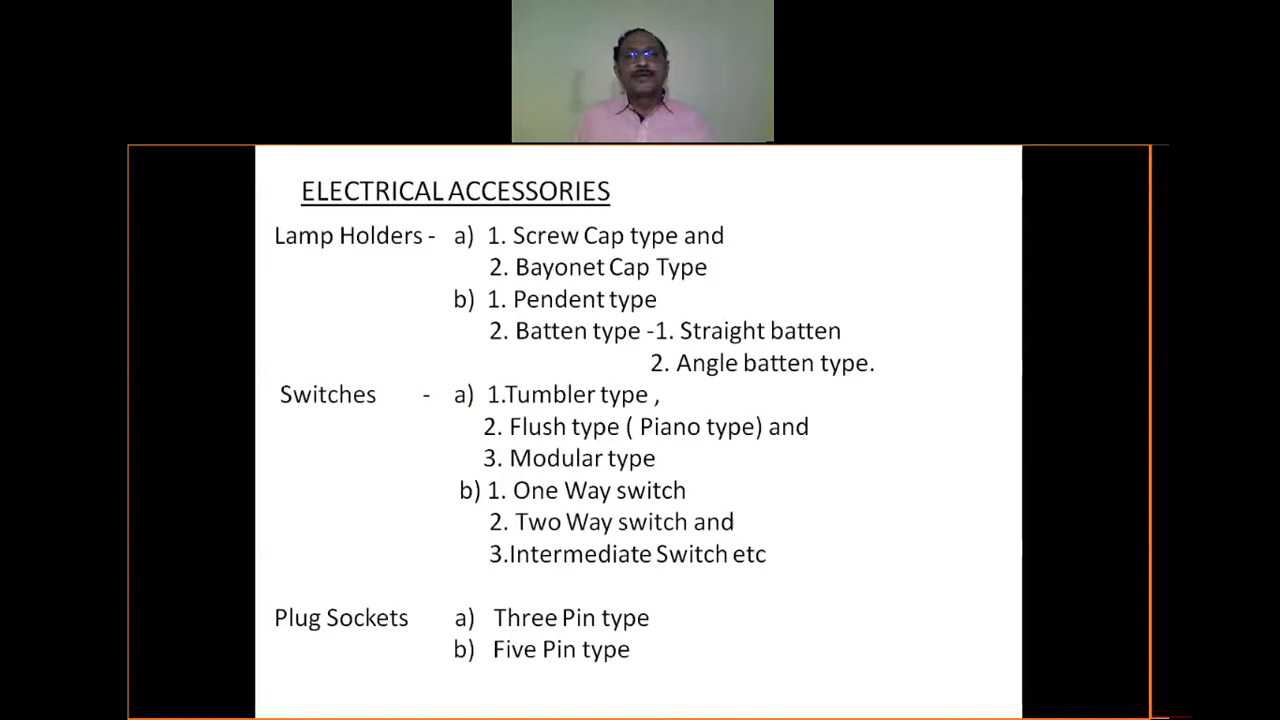 ELECTRICAL ACCESSORIES
Lamp Holders - a) 1. Screw Cap type and
2. Bayonet Cap Type
b) 1. Pendent type
2. Batten type -1. Straight batten
2. Angle batten type.
Switches - a) 1.Tumbler type ,
2. Flush type ( Piano type) and
3. Modular type
b) 1. One Way switch
2. Two Way switch and
3.Intermediate Switch etc
Plug Sockets a) Three Pin type
b) Five Pin type